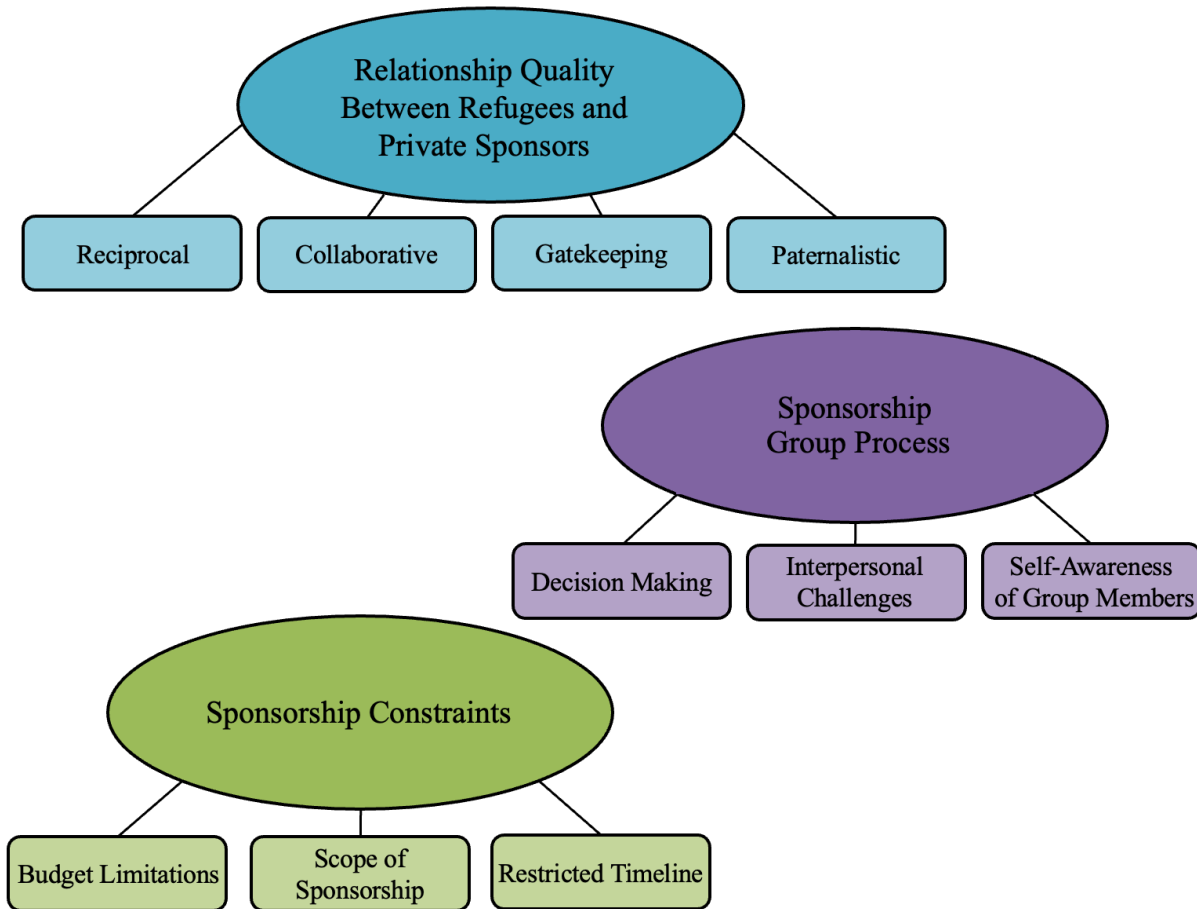 Relationship Quality
Between Refugees and
Private Sponsors
Reciprocal
Collaborative
Gatekeeping
Paternalistic
Sponsorship
Group Process
Decision Making
Interpersonal
Challenges
Self-Awareness
of Group Members
Sponsorship Constraints
Budget Limitations
Scope of
Sponsorship
Restricted Timeline